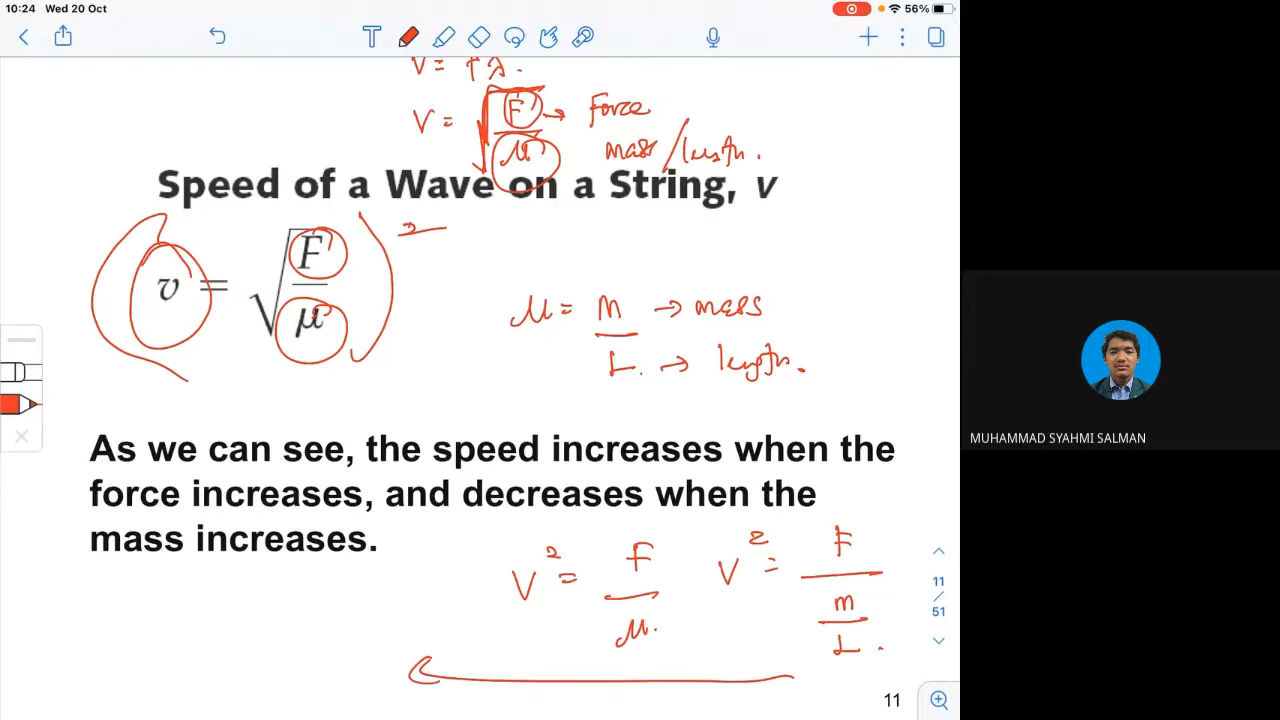 10:24 Wed 20 Oct
56%
T
V = fλ.
V = √F/μ → Force
mass/length.
Speed of a Wave on a String, v
v = √F/μ
2
μ = M → mass
L. → length.
As we can see, the speed increases when the
force increases, and decreases when the
mass increases.
V² = F/μ. V² = F/(m/L).
11
/
51
11
MUHAMMAD SYAHMI SALMAN